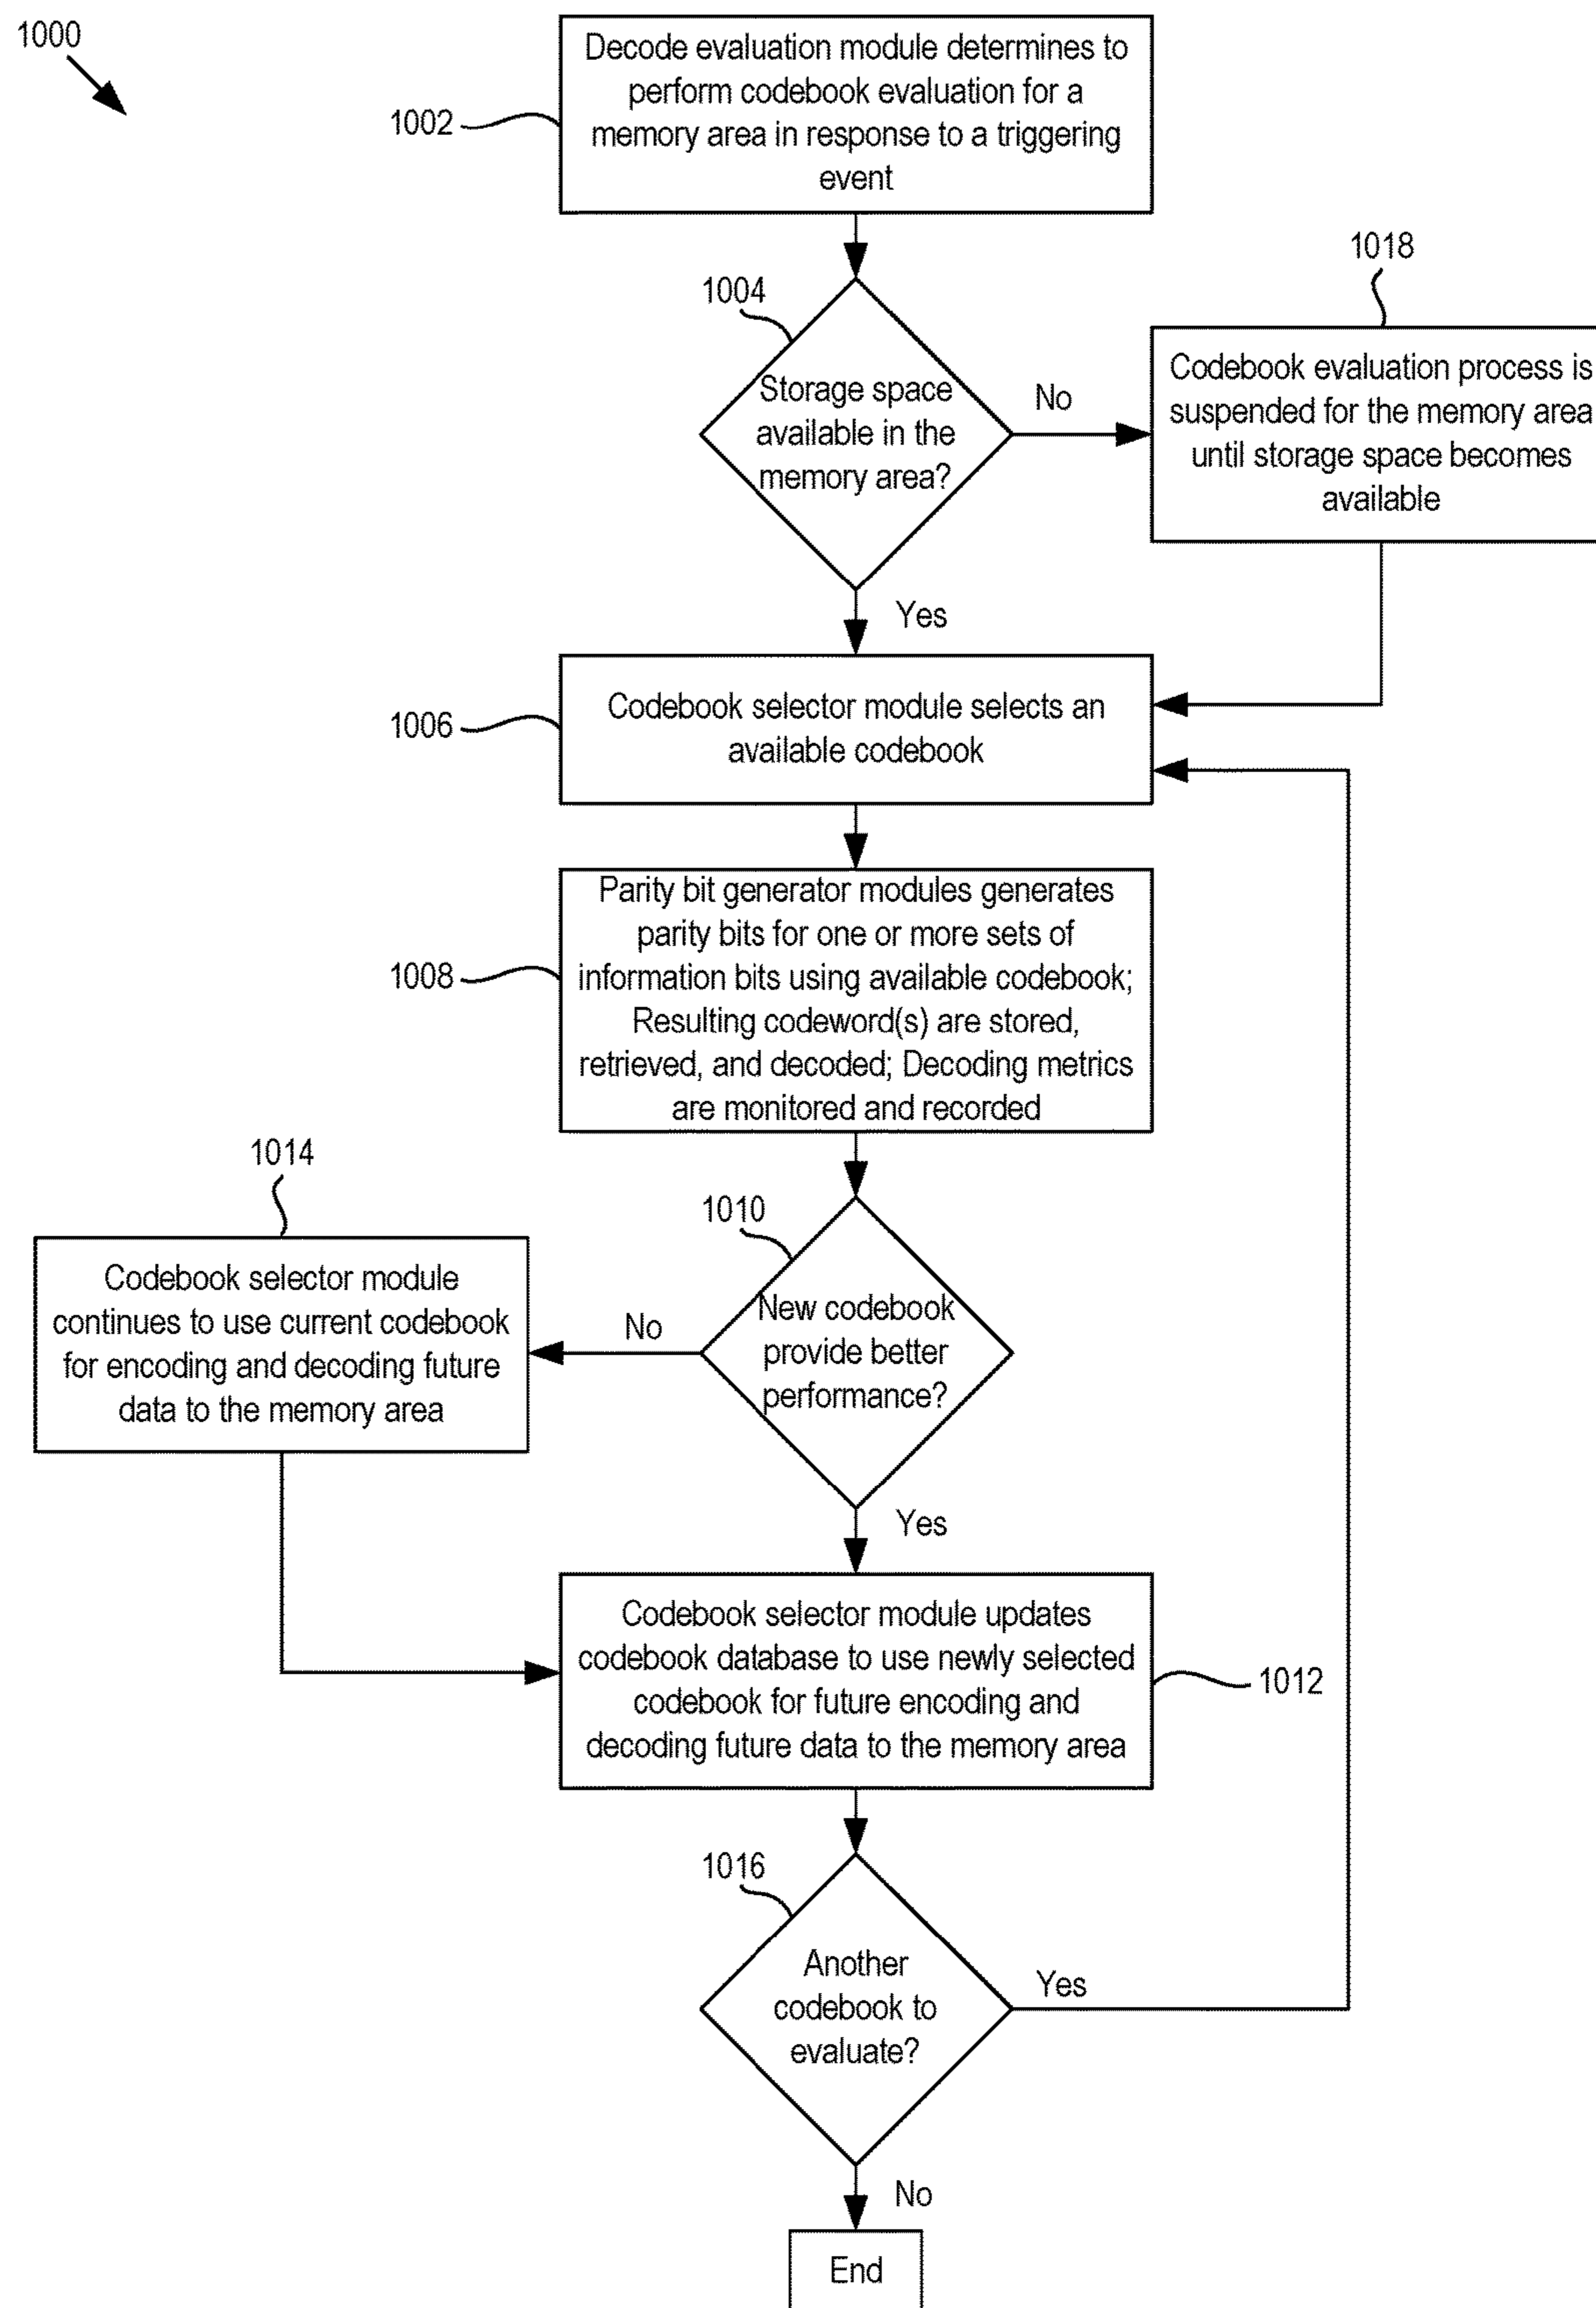 1000
Decode evaluation module determines to
perform codebook evaluation for a
memory area in response to a triggering
event
1002
1004
Storage space
available in the
memory area?
No
1018
Codebook evaluation process is
suspended for the memory area
until storage space becomes
available
Yes
1006
Codebook selector module selects an
available codebook
1008
Parity bit generator modules generates
parity bits for one or more sets of
information bits using available codebook;
Resulting codeword(s) are stored,
retrieved, and decoded; Decoding metrics
are monitored and recorded
1010
New codebook
provide better
performance?
No
1014
Codebook selector module
continues to use current codebook
for encoding and decoding future
data to the memory area
Yes
Codebook selector module updates
codebook database to use newly selected
codebook for future encoding and
decoding future data to the memory area
1012
1016
Another
codebook to
evaluate?
Yes
No
End